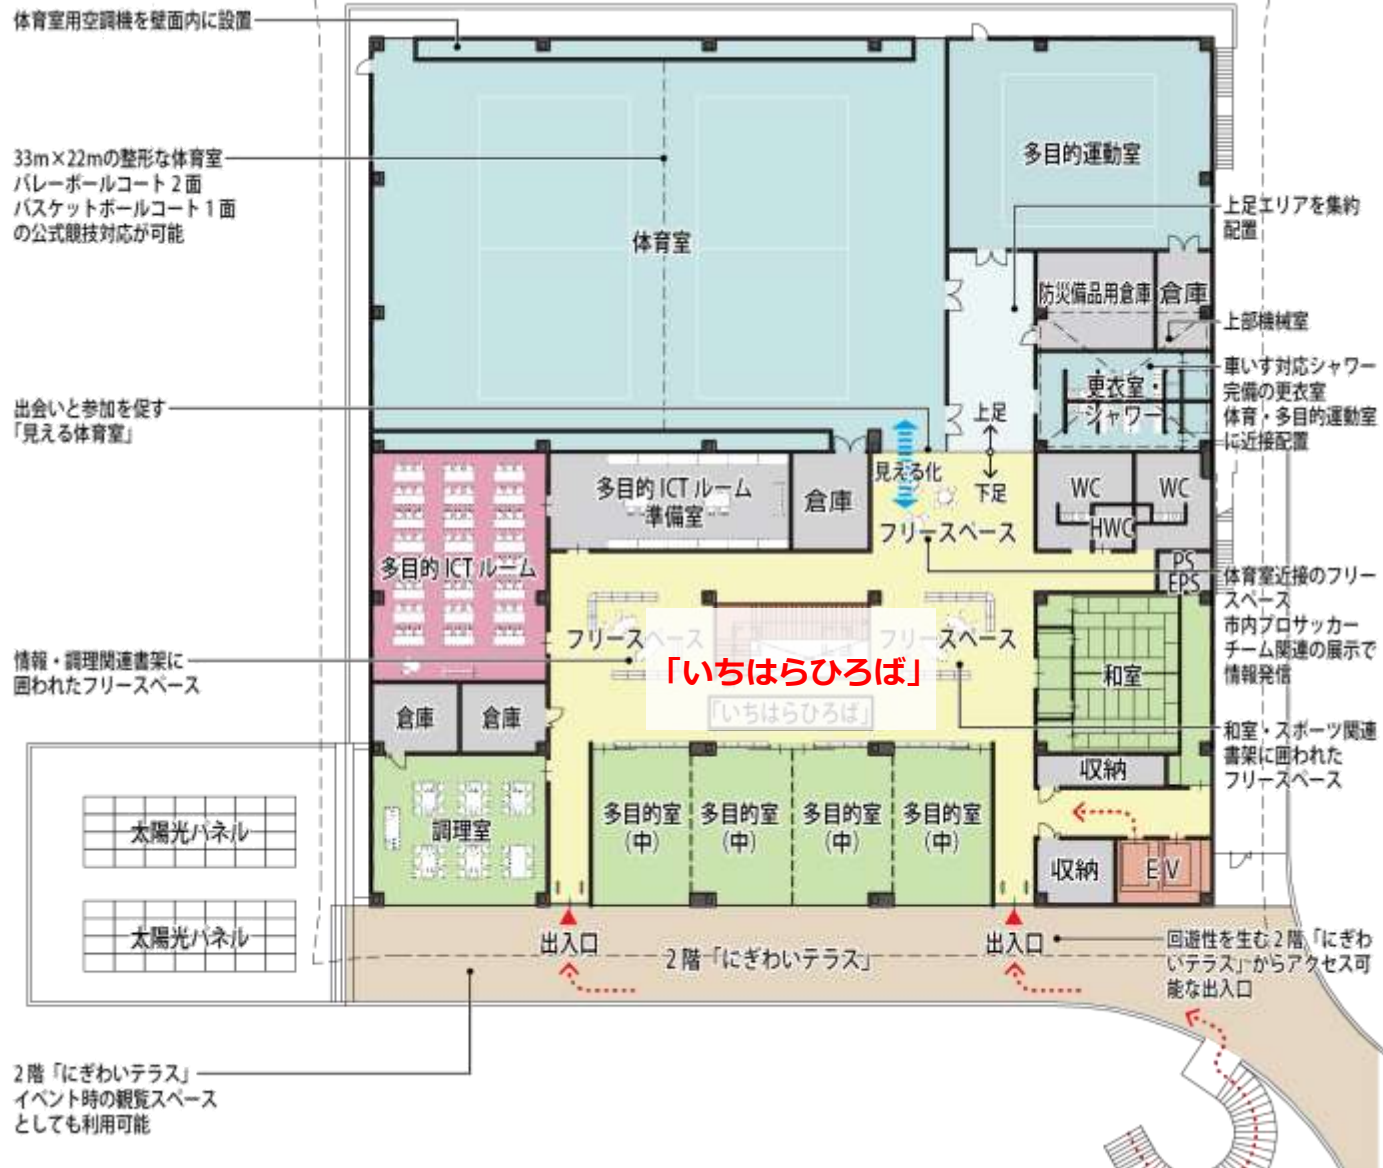 体育室用空調機を壁面内に設置
33m×22mの整形な体育室
バレーボールコート2面
バスケットボールコート1面
の公式競技対応が可能
多目的運動室
上足エリアを集約
配置
体育室
防災備品用倉庫
倉庫
上部機械室
車いす対応シャワー
完備の更衣室
体育・多目的運動室
に近接配置
更衣室・
シャワー
出会いと参加を促す
「見える体育室」
上足
下足
見える化
フリースペース
多目的ICTルーム
準備室
倉庫
WC
WC
HWC
PS
EPS
多目的ICTルーム
体育室近接のフリー
スペース
市内プロサッカー
チーム関連の展示で
情報発信
フリースペース
フリースペース
「いちはらひろば」
「いちはらひろば」
和室
情報・調理関連書架に
囲われたフリースペース
倉庫
倉庫
和室・スポーツ関連
書架に囲われた
フリースペース
収納
調理室
多目的室
(中)
多目的室
(中)
多目的室
(中)
多目的室
(中)
収納
EV
太陽光パネル
太陽光パネル
出入口
出入口
2階「にぎわいテラス」
回遊性を生む2階「にぎわ
いテラス」からアクセス可
能な出入口
2階「にぎわいテラス」
イベント時の観覧スペース
としても利用可能